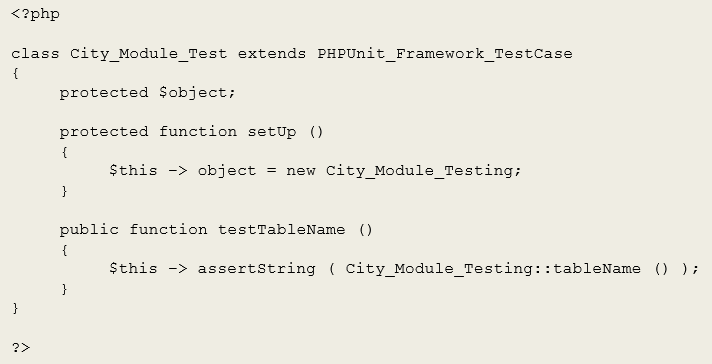 <?php
class City_Module_Test extends PHPUnit_Framework_TestCase
{
protected $object;
protected function setUp ()
{
$this -> object = new City_Module_Testing;
}
public function testTableName ()
{
$this -> assertString ( City_Module_Testing::tableName () );
}
}
?>